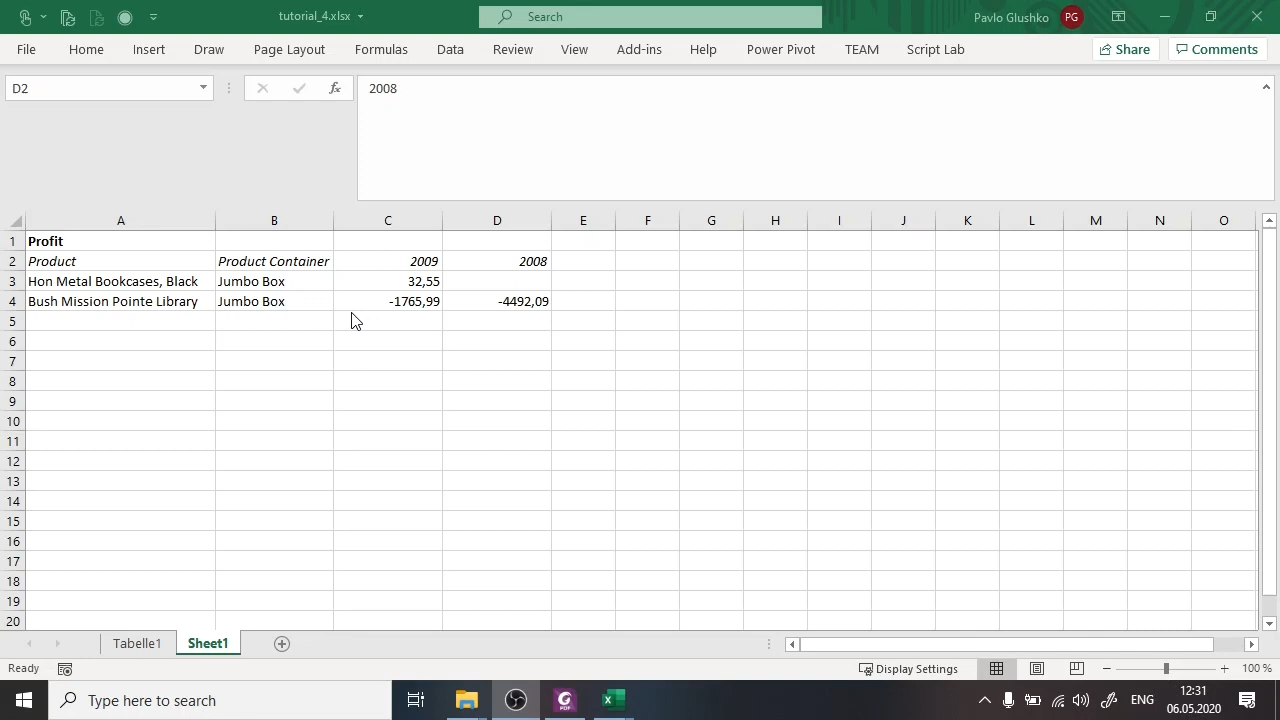 tutorial_4.xlsx
Search
Pavlo Glushko
PG
File Home Insert Draw Page Layout Formulas Data Review View Add-ins Help Power Pivot TEAM Script Lab Share Comments
D2
fx
2008
A B C D E F G H I J K L M N O
1 Profit
2 Product Product Container 2009 2008
3 Hon Metal Bookcases, Black Jumbo Box 32,55
4 Bush Mission Pointe Library Jumbo Box -1765,99 -4492,09
5
6
7
8
9
10
11
12
13
14
15
16
17
18
19
20
Tabelle1 Sheet1
Ready Display Settings 100 %
Type here to search
PDF
ENG
12:31
06.05.2020